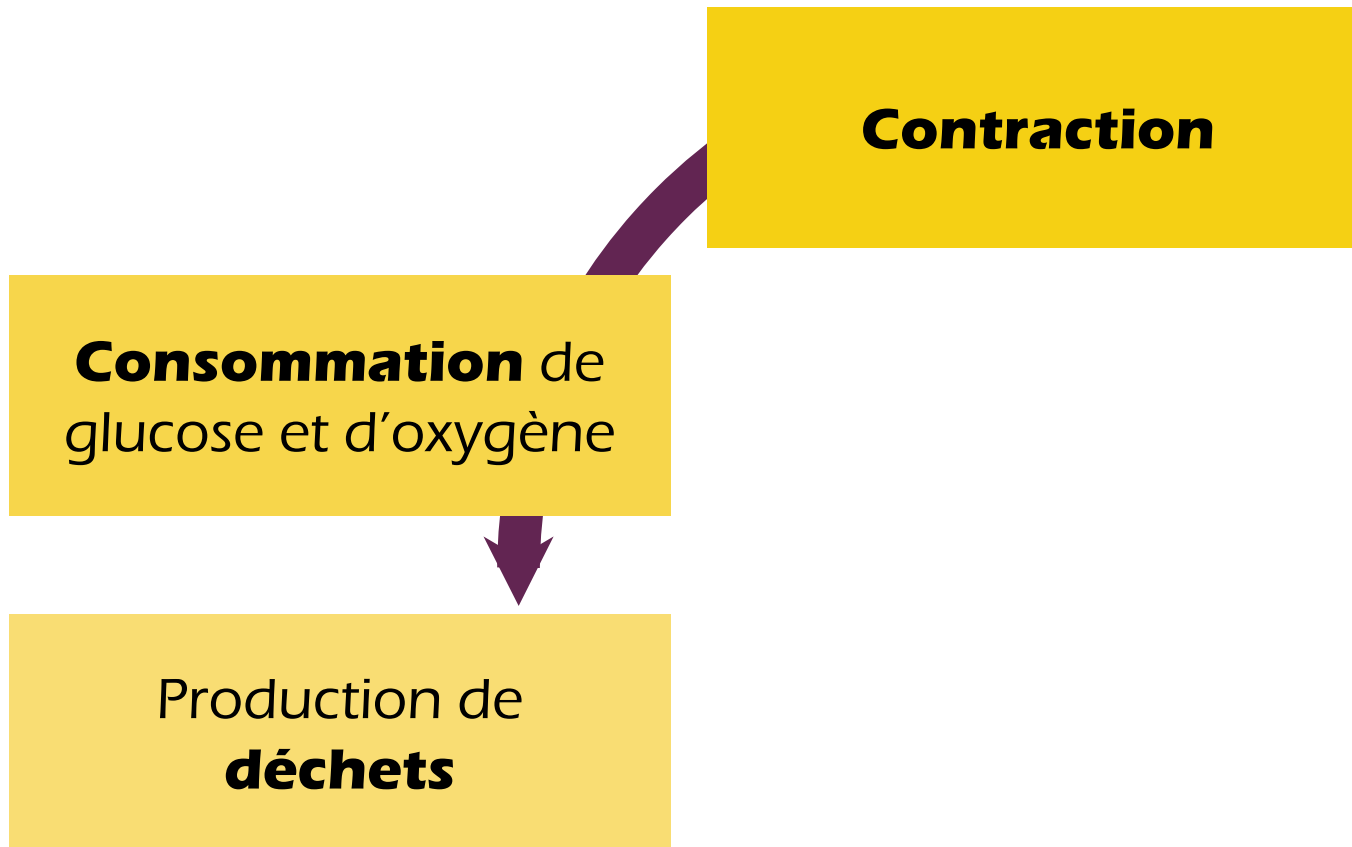 Contraction
Consommation de
glucose et d’oxygène
Production de
déchets